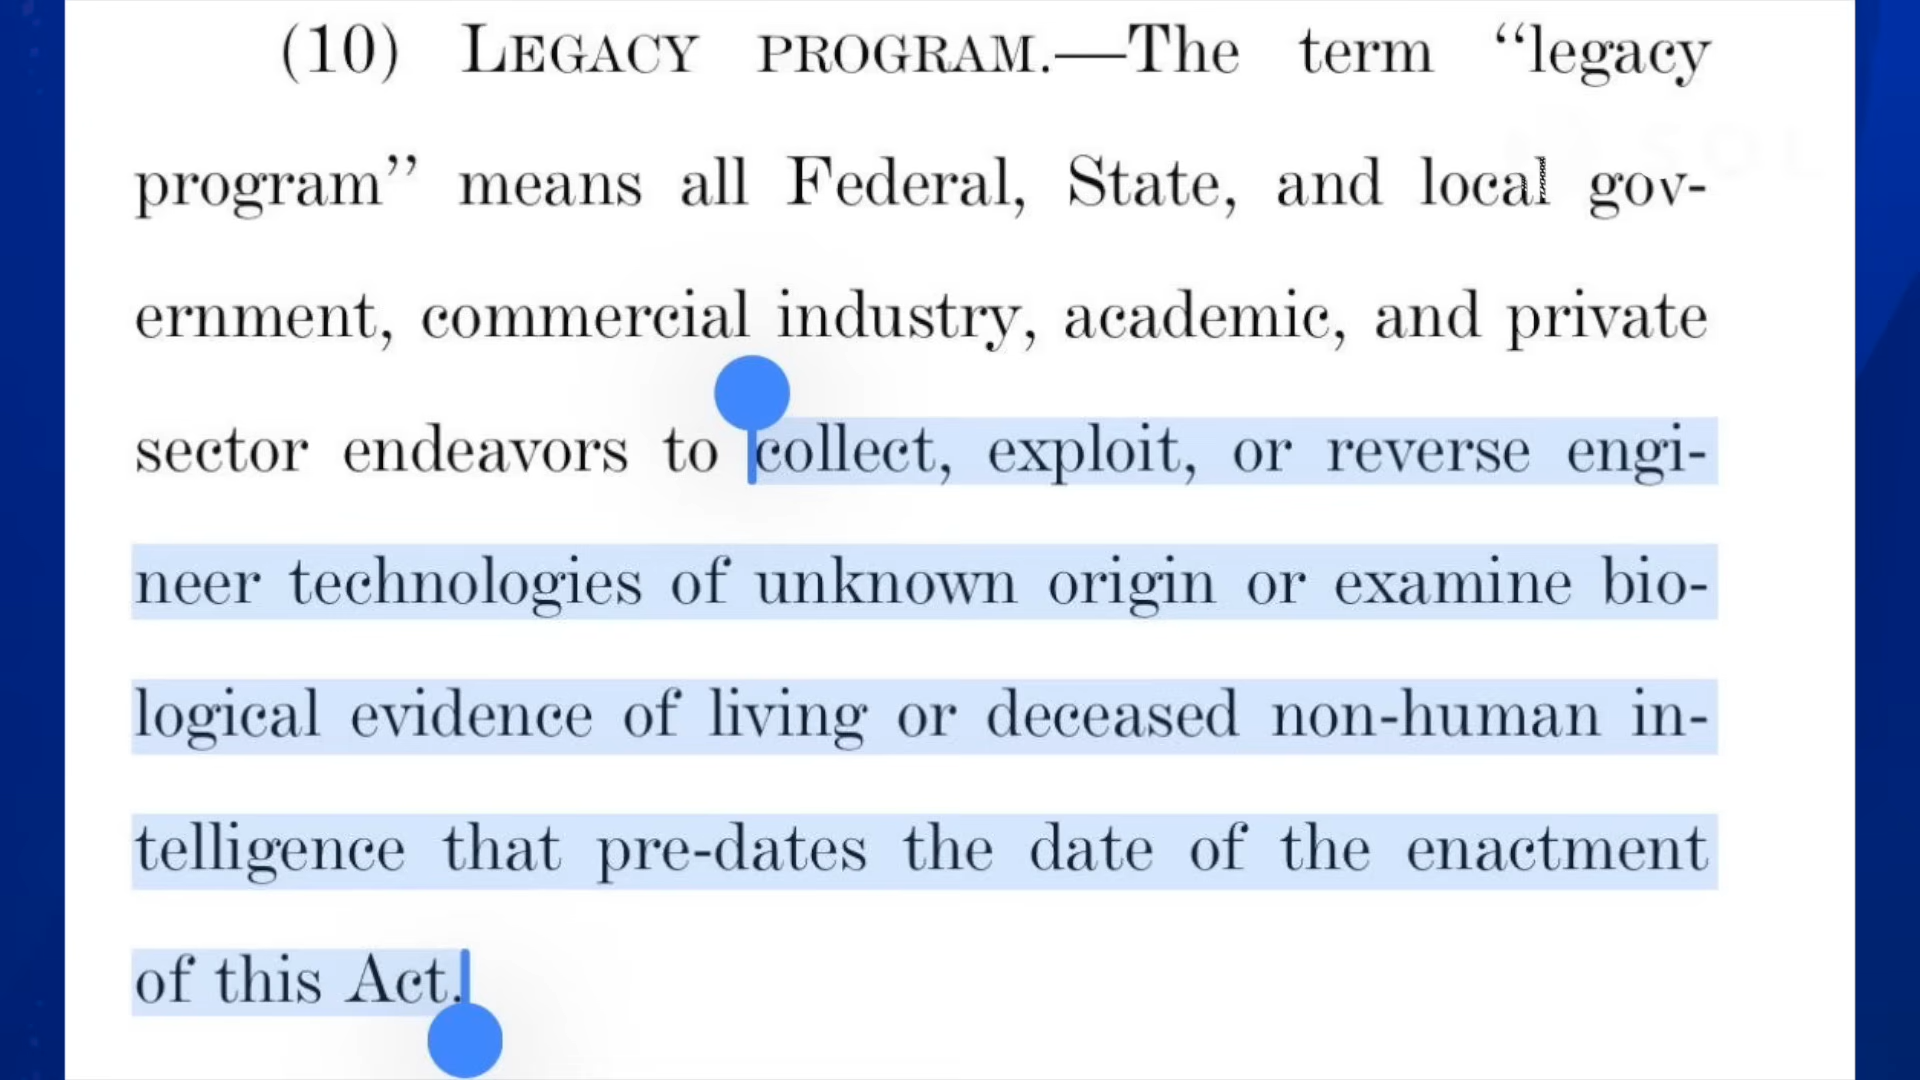 (10) LEGACY PROGRAM.—The term “legacy
program” means all Federal, State, and local gov-
ernment, commercial industry, academic, and private
sector endeavors to collect, exploit, or reverse engi-
neer technologies of unknown origin or examine bio-
logical evidence of living or deceased non-human in-
telligence that pre-dates the date of the enactment
of this Act.